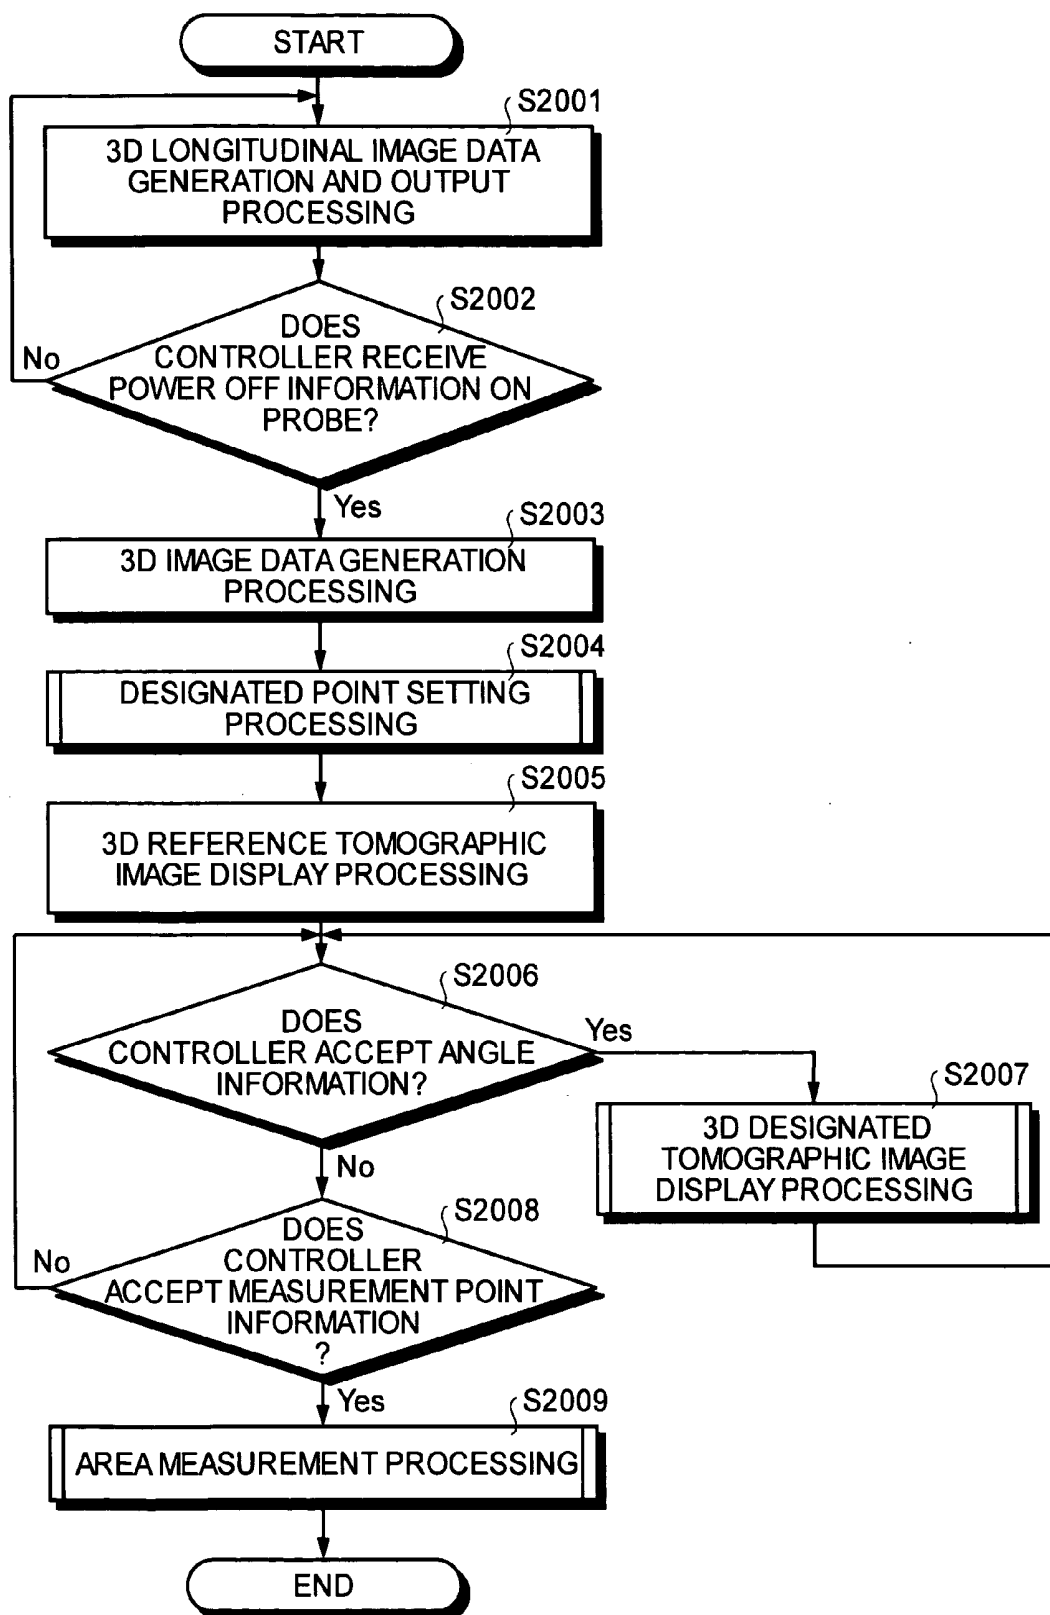 START
S2001
3D LONGITUDINAL IMAGE DATA
GENERATION AND OUTPUT
PROCESSING
S2002
DOES
CONTROLLER RECEIVE
POWER OFF INFORMATION ON
PROBE?
No
Yes
S2003
3D IMAGE DATA GENERATION
PROCESSING
S2004
DESIGNATED POINT SETTING
PROCESSING
S2005
3D REFERENCE TOMOGRAPHIC
IMAGE DISPLAY PROCESSING
S2006
DOES
CONTROLLER ACCEPT ANGLE
INFORMATION?
Yes
S2007
3D DESIGNATED
TOMOGRAPHIC IMAGE
DISPLAY PROCESSING
No
S2008
DOES
CONTROLLER
ACCEPT MEASUREMENT POINT
INFORMATION
?
No
Yes
S2009
AREA MEASUREMENT PROCESSING
END